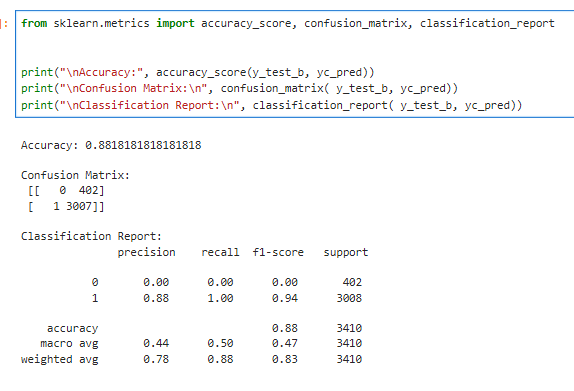 ]: from sklearn.metrics import accuracy_score, confusion_matrix, classification_report
print("\nAccuracy:", accuracy_score(y_test_b, yc_pred))
print("\nConfusion Matrix:\n", confusion_matrix( y_test_b, yc_pred))
print("\nClassification Report:\n", classification_report( y_test_b, yc_pred))
Accuracy: 0.8818181818181818
Confusion Matrix:
[[   0  402]
[   1 3007]]
Classification Report:
precision    recall  f1-score   support
0       0.00      0.00      0.00       402
1       0.88      1.00      0.94      3008
accuracy                           0.88      3410
macro avg       0.44      0.50      0.47      3410
weighted avg       0.78      0.88      0.83      3410